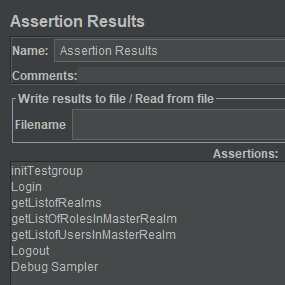 Assertion Results
Name: Assertion Results
Comments:
Write results to file / Read from file
Filename
Assertions:
initTestgroup
Login
getListofRealms
getListOfRolesInMasterRealm
getListofUsersInMasterRealm
Logout
Debug Sampler